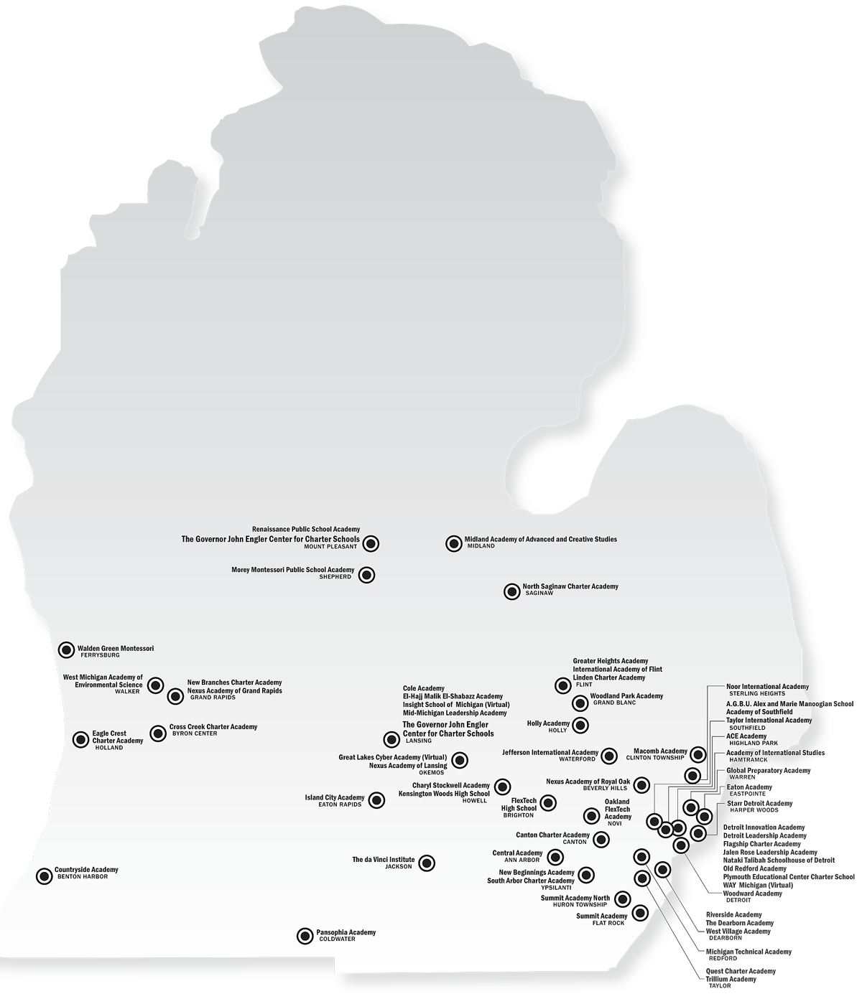 Renaissance Public School Academy
The Governor John Engler Center for Charter Schools
MOUNT PLEASANT
Midland Academy of Advanced and Creative Studies
MIDLAND
Morey Montessori Public School Academy
SHEPHERD
North Saginaw Charter Academy
SAGINAW
Walden Green Montessori
FERRYSBURG
West Michigan Academy of
Environmental Science
WALKER
New Branches Charter Academy
Nexus Academy of Grand Rapids
GRAND RAPIDS
Cross Creek Charter Academy
BYRON CENTER
Eagle Crest
Charter Academy
HOLLAND
Cole Academy
El-Hajj Malik El-Shabazz Academy
Insight School of Michigan (Virtual)
Mid-Michigan Leadership Academy
The Governor John Engler
Center for Charter Schools
LANSING
Great Lakes Cyber Academy (Virtual)
Nexus Academy of Lansing
OKEMOS
Greater Heights Academy
International Academy of Flint
Linden Charter Academy
FLINT
Woodland Park Academy
GRAND BLANC
Holly Academy
HOLLY
Jefferson International Academy
WATERFORD
Macomb Academy
CLINTON TOWNSHIP
Nexus Academy of Royal Oak
BEVERLY HILLS
Charyl Stockwell Academy
Kensington Woods High School
HOWELL
FlexTech
High School
BRIGHTON
Oakland
FlexTech
Academy
NOVI
Island City Academy
EATON RAPIDS
Canton Charter Academy
CANTON
Central Academy
ANN ARBOR
The da Vinci Institute
JACKSON
New Beginnings Academy
South Arbor Charter Academy
YPSILANTI
Countryside Academy
BENTON HARBOR
Summit Academy North
HURON TOWNSHIP
Summit Academy
FLAT ROCK
Pansophia Academy
COLDWATER
Noor International Academy
STERLING HEIGHTS
A.G.B.U. Alex and Marie Manoogian School
Academy of Southfield
Taylor International Academy
SOUTHFIELD
ACE Academy
HIGHLAND PARK
Academy of International Studies
HAMTRAMCK
Global Preparatory Academy
WARREN
Eaton Academy
EASTPOINTE
Starr Detroit Academy
HARPER WOODS
Detroit Innovation Academy
Detroit Leadership Academy
Flagship Charter Academy
Jalen Rose Leadership Academy
Nataki Talibah Schoolhouse of Detroit
Old Redford Academy
Plymouth Educational Center Charter School
WAY Michigan (Virtual)
Woodward Academy
DETROIT
Riverside Academy
The Dearborn Academy
West Village Academy
DEARBORN
Michigan Technical Academy
REDFORD
Quest Charter Academy
Trillium Academy
TAYLOR